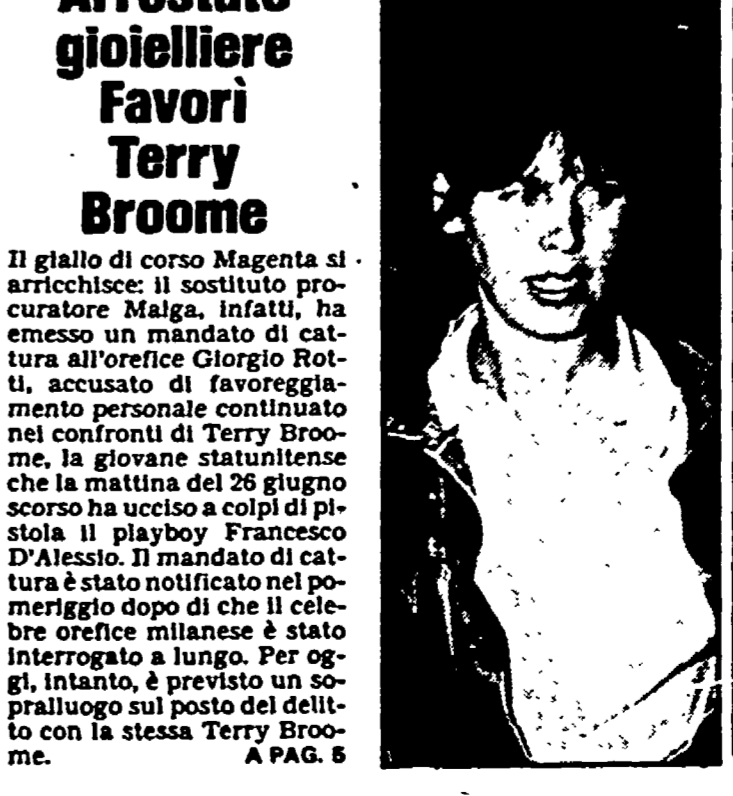 Arrestato
gioielliere
Favorì
Terry
Broome
Il giallo di corso Magenta si
arricchisce: il sostituto pro-
curatore Maiga, infatti, ha
emesso un mandato di cat-
tura all'orefice Giorgio Rot-
ti, accusato di favoreggia-
mento personale continuato
nei confronti di Terry Broo-
me, la giovane statunitense
che la mattina del 26 giugno
scorso ha ucciso a colpi di pi-
stola il playboy Francesco
D'Alessio. Il mandato di cat-
tura è stato notificato nel po-
meriggio dopo di che il cele-
bre orefice milanese è stato
interrogato a lungo. Per og-
gi, intanto, è previsto un so-
pralluogo sul posto del delit-
to con la stessa Terry Broo-
me. A PAG. 5